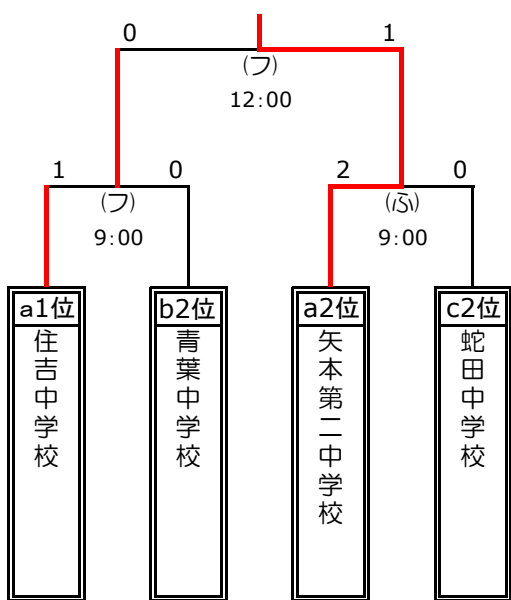 0 1
(フ)
12:00
1 0 2 0
(フ) (ふ)
9:00 9:00
a1位 b2位 a2位 c2位
住吉中学校
青葉中学校
矢本第二中学校
蛇田中学校